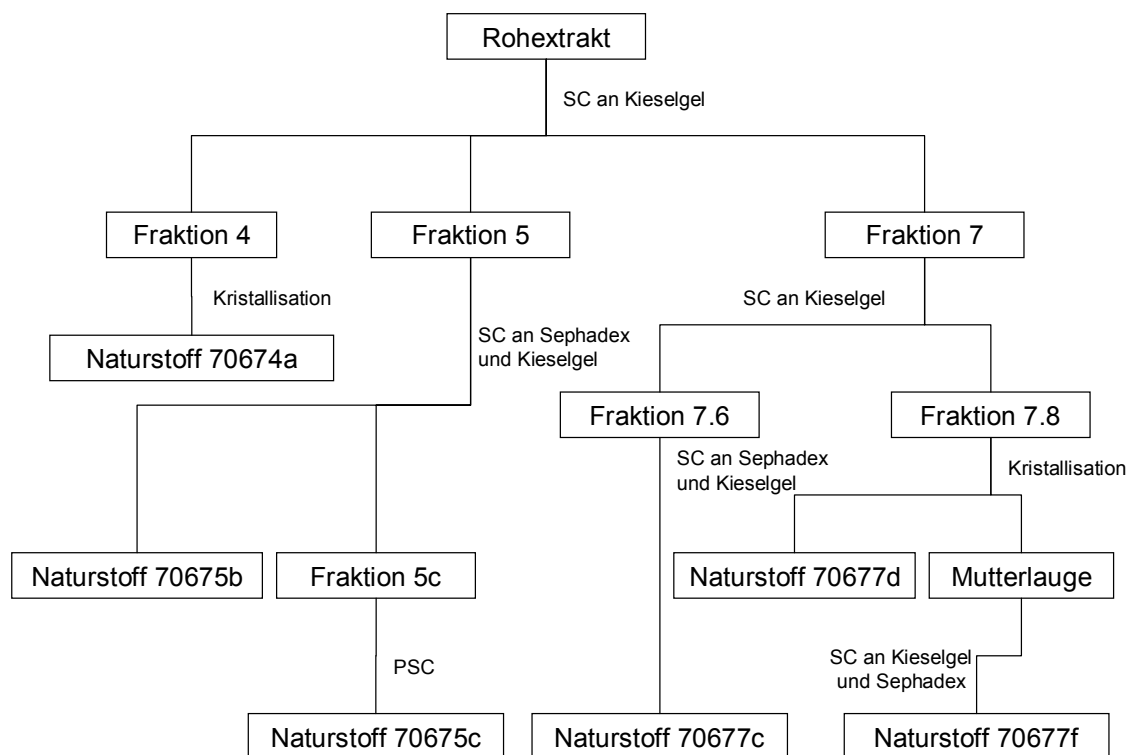 Rohextrakt
SC an Kieselgel
Fraktion 4
Fraktion 5
Fraktion 7
Kristallisation
SC an Kieselgel
Naturstoff 70674a
SC an Sephadex
und Kieselgel
Fraktion 7.6
Fraktion 7.8
SC an Sephadex
und Kieselgel
Kristallisation
Naturstoff 70675b
Fraktion 5c
Naturstoff 70677d
Mutterlauge
PSC
SC an Kieselgel
und Sephadex
Naturstoff 70675c
Naturstoff 70677c
Naturstoff 70677f